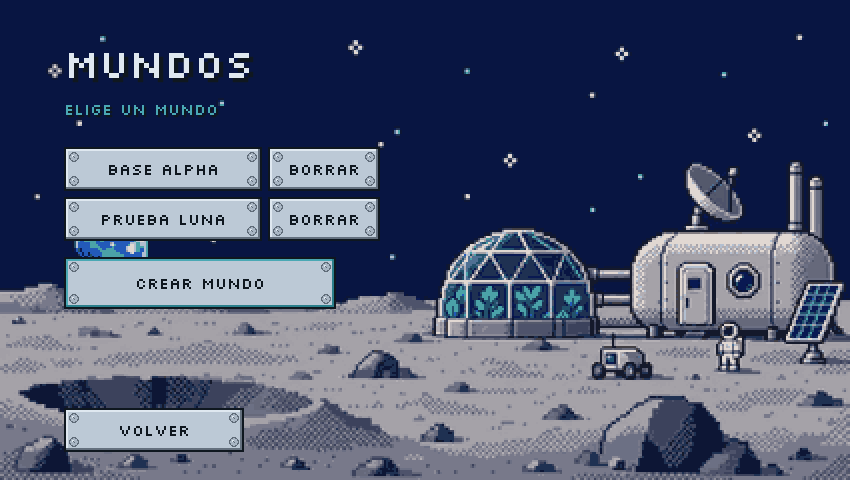 MUNDOS
ELIGE UN MUNDO
BASE ALPHA BORRAR
PRUEBA LUNA BORRAR
CREAR MUNDO
VOLVER